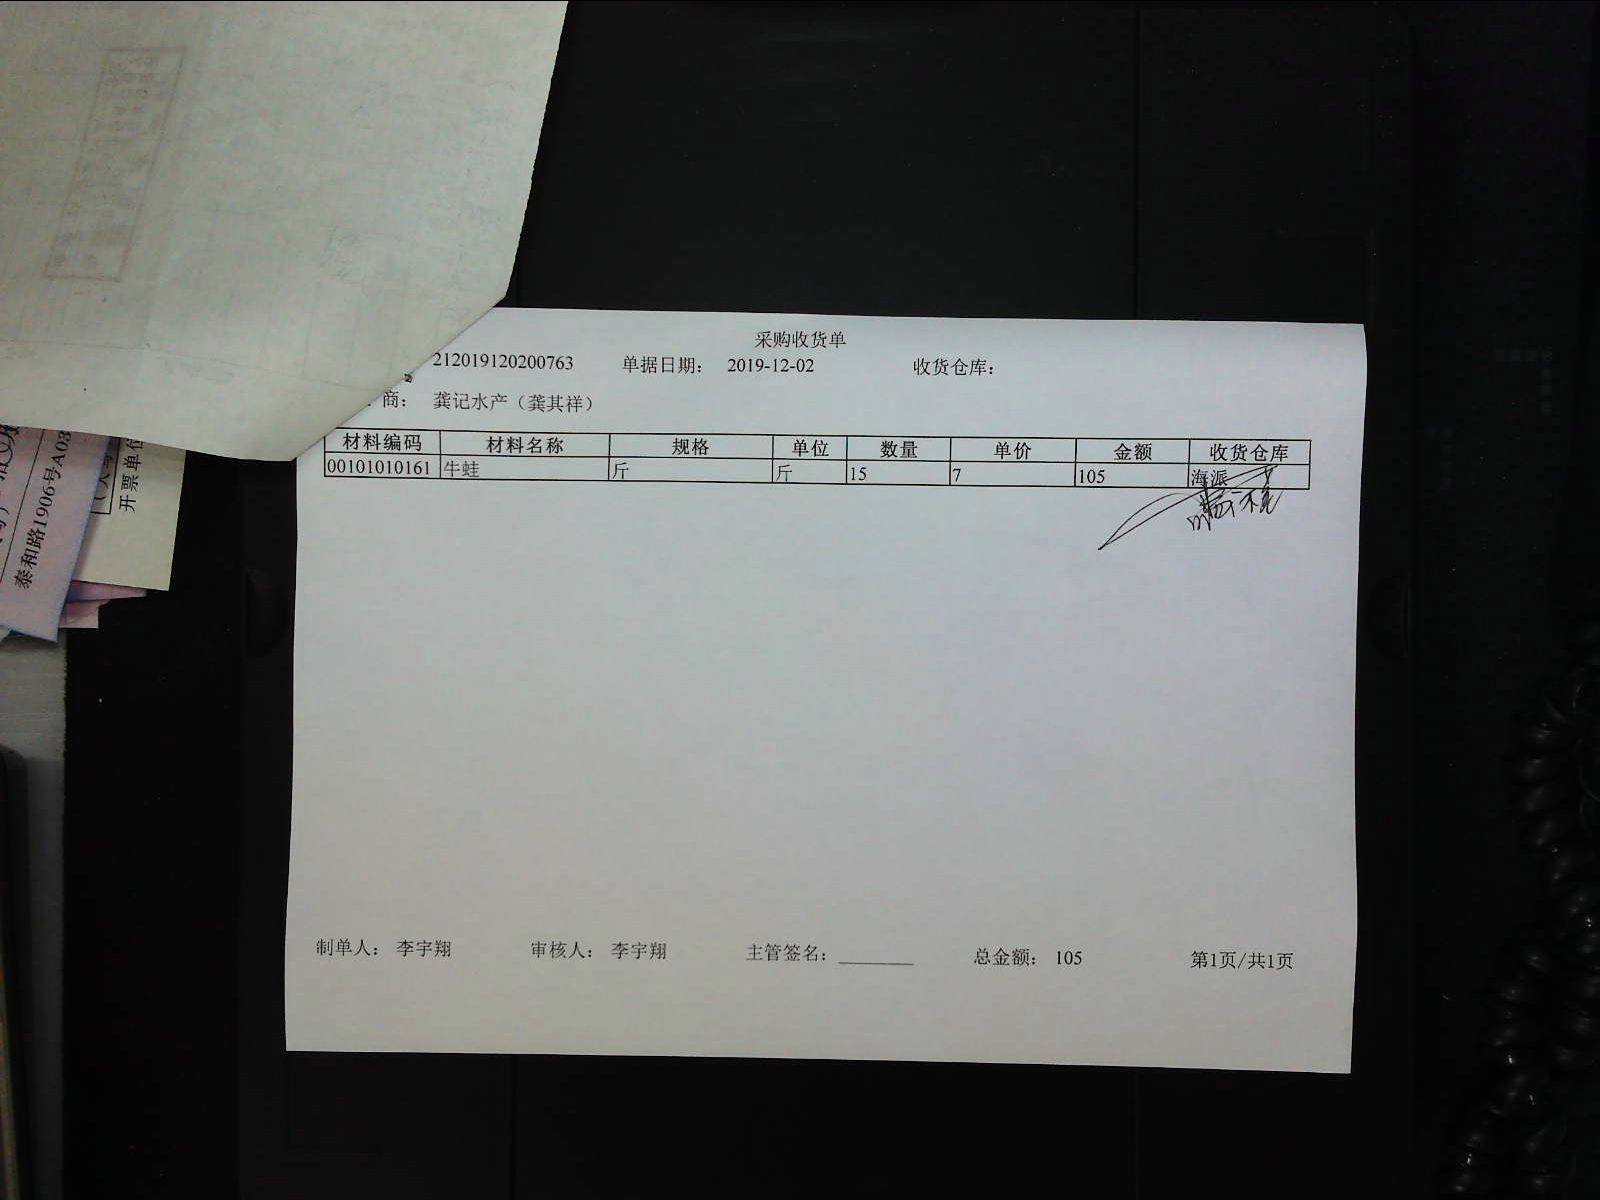 采购收货单
212019120200763 单据日期: 2019-12-02 收货仓库:
商: 龚记水产（龚其祥）
材料编码 材料名称 规格 单位 数量 单价 金额 收货仓库
00101010161 牛蛙 斤 斤 15 7 105 海派
制单人: 李宇翔 审核人: 李宇翔 主管签名: 总金额: 105 第1页/共1页
泰和路1906号A03
开票单位